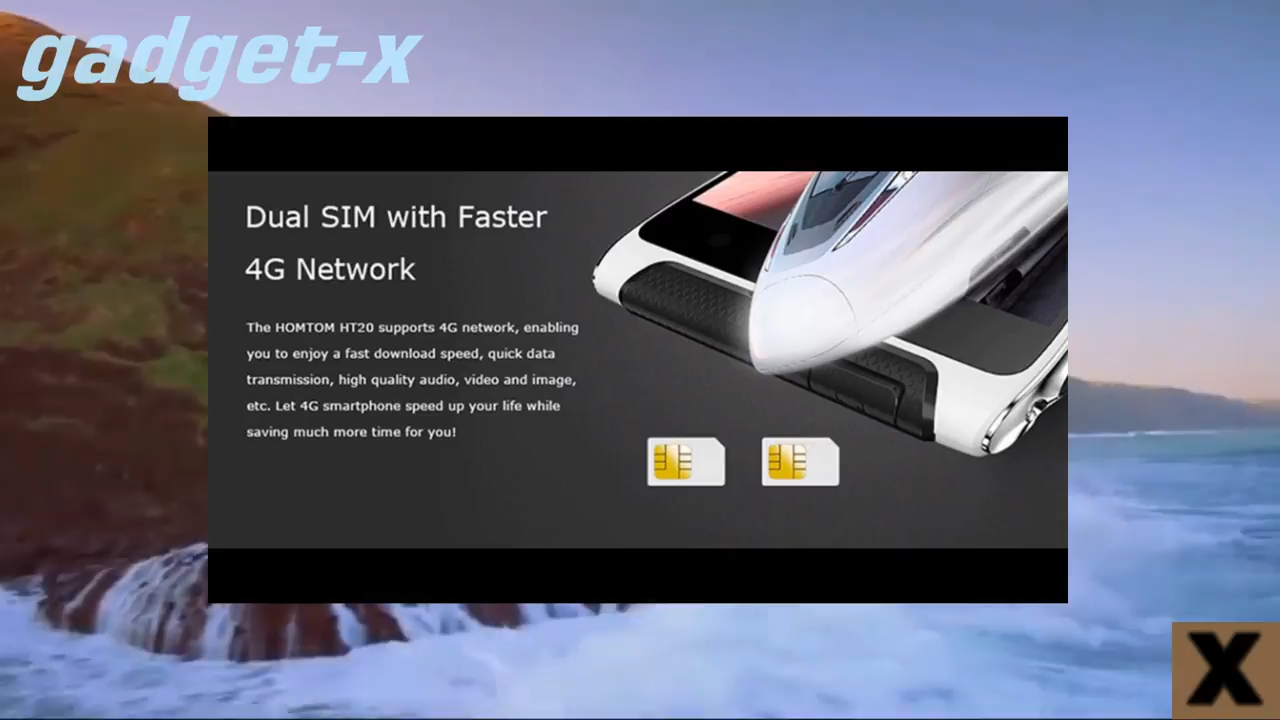 gadget-x
Dual SIM with Faster
4G Network
The HOMTOM HT20 supports 4G network, enabling
you to enjoy a fast download speed, quick data
transmission, high quality audio, video and image,
etc. Let 4G smartphone speed up your life while
saving much more time for you!
X